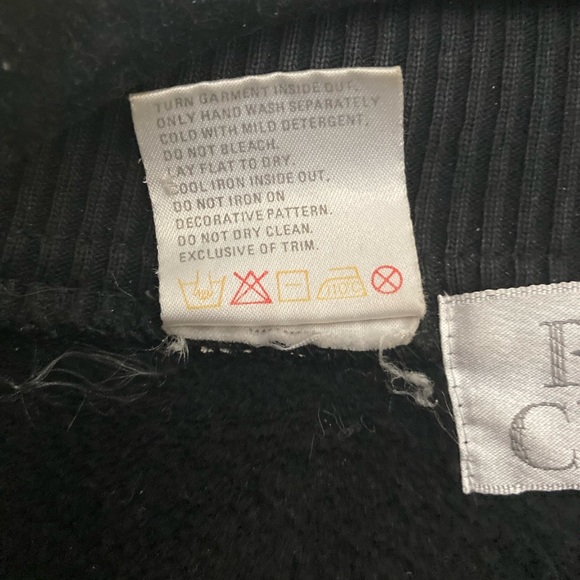 TURN GARMENT INSIDE OUT,
ONLY HAND WASH SEPARATELY
COLD WITH MILD DETERGENT,
DO NOT BLEACH.
LAY FLAT TO DRY.
COOL IRON INSIDE OUT,
DO NOT IRON ON
DECORATIVE PATTERN.
DO NOT DRY CLEAN.
EXCLUSIVE OF TRIM.